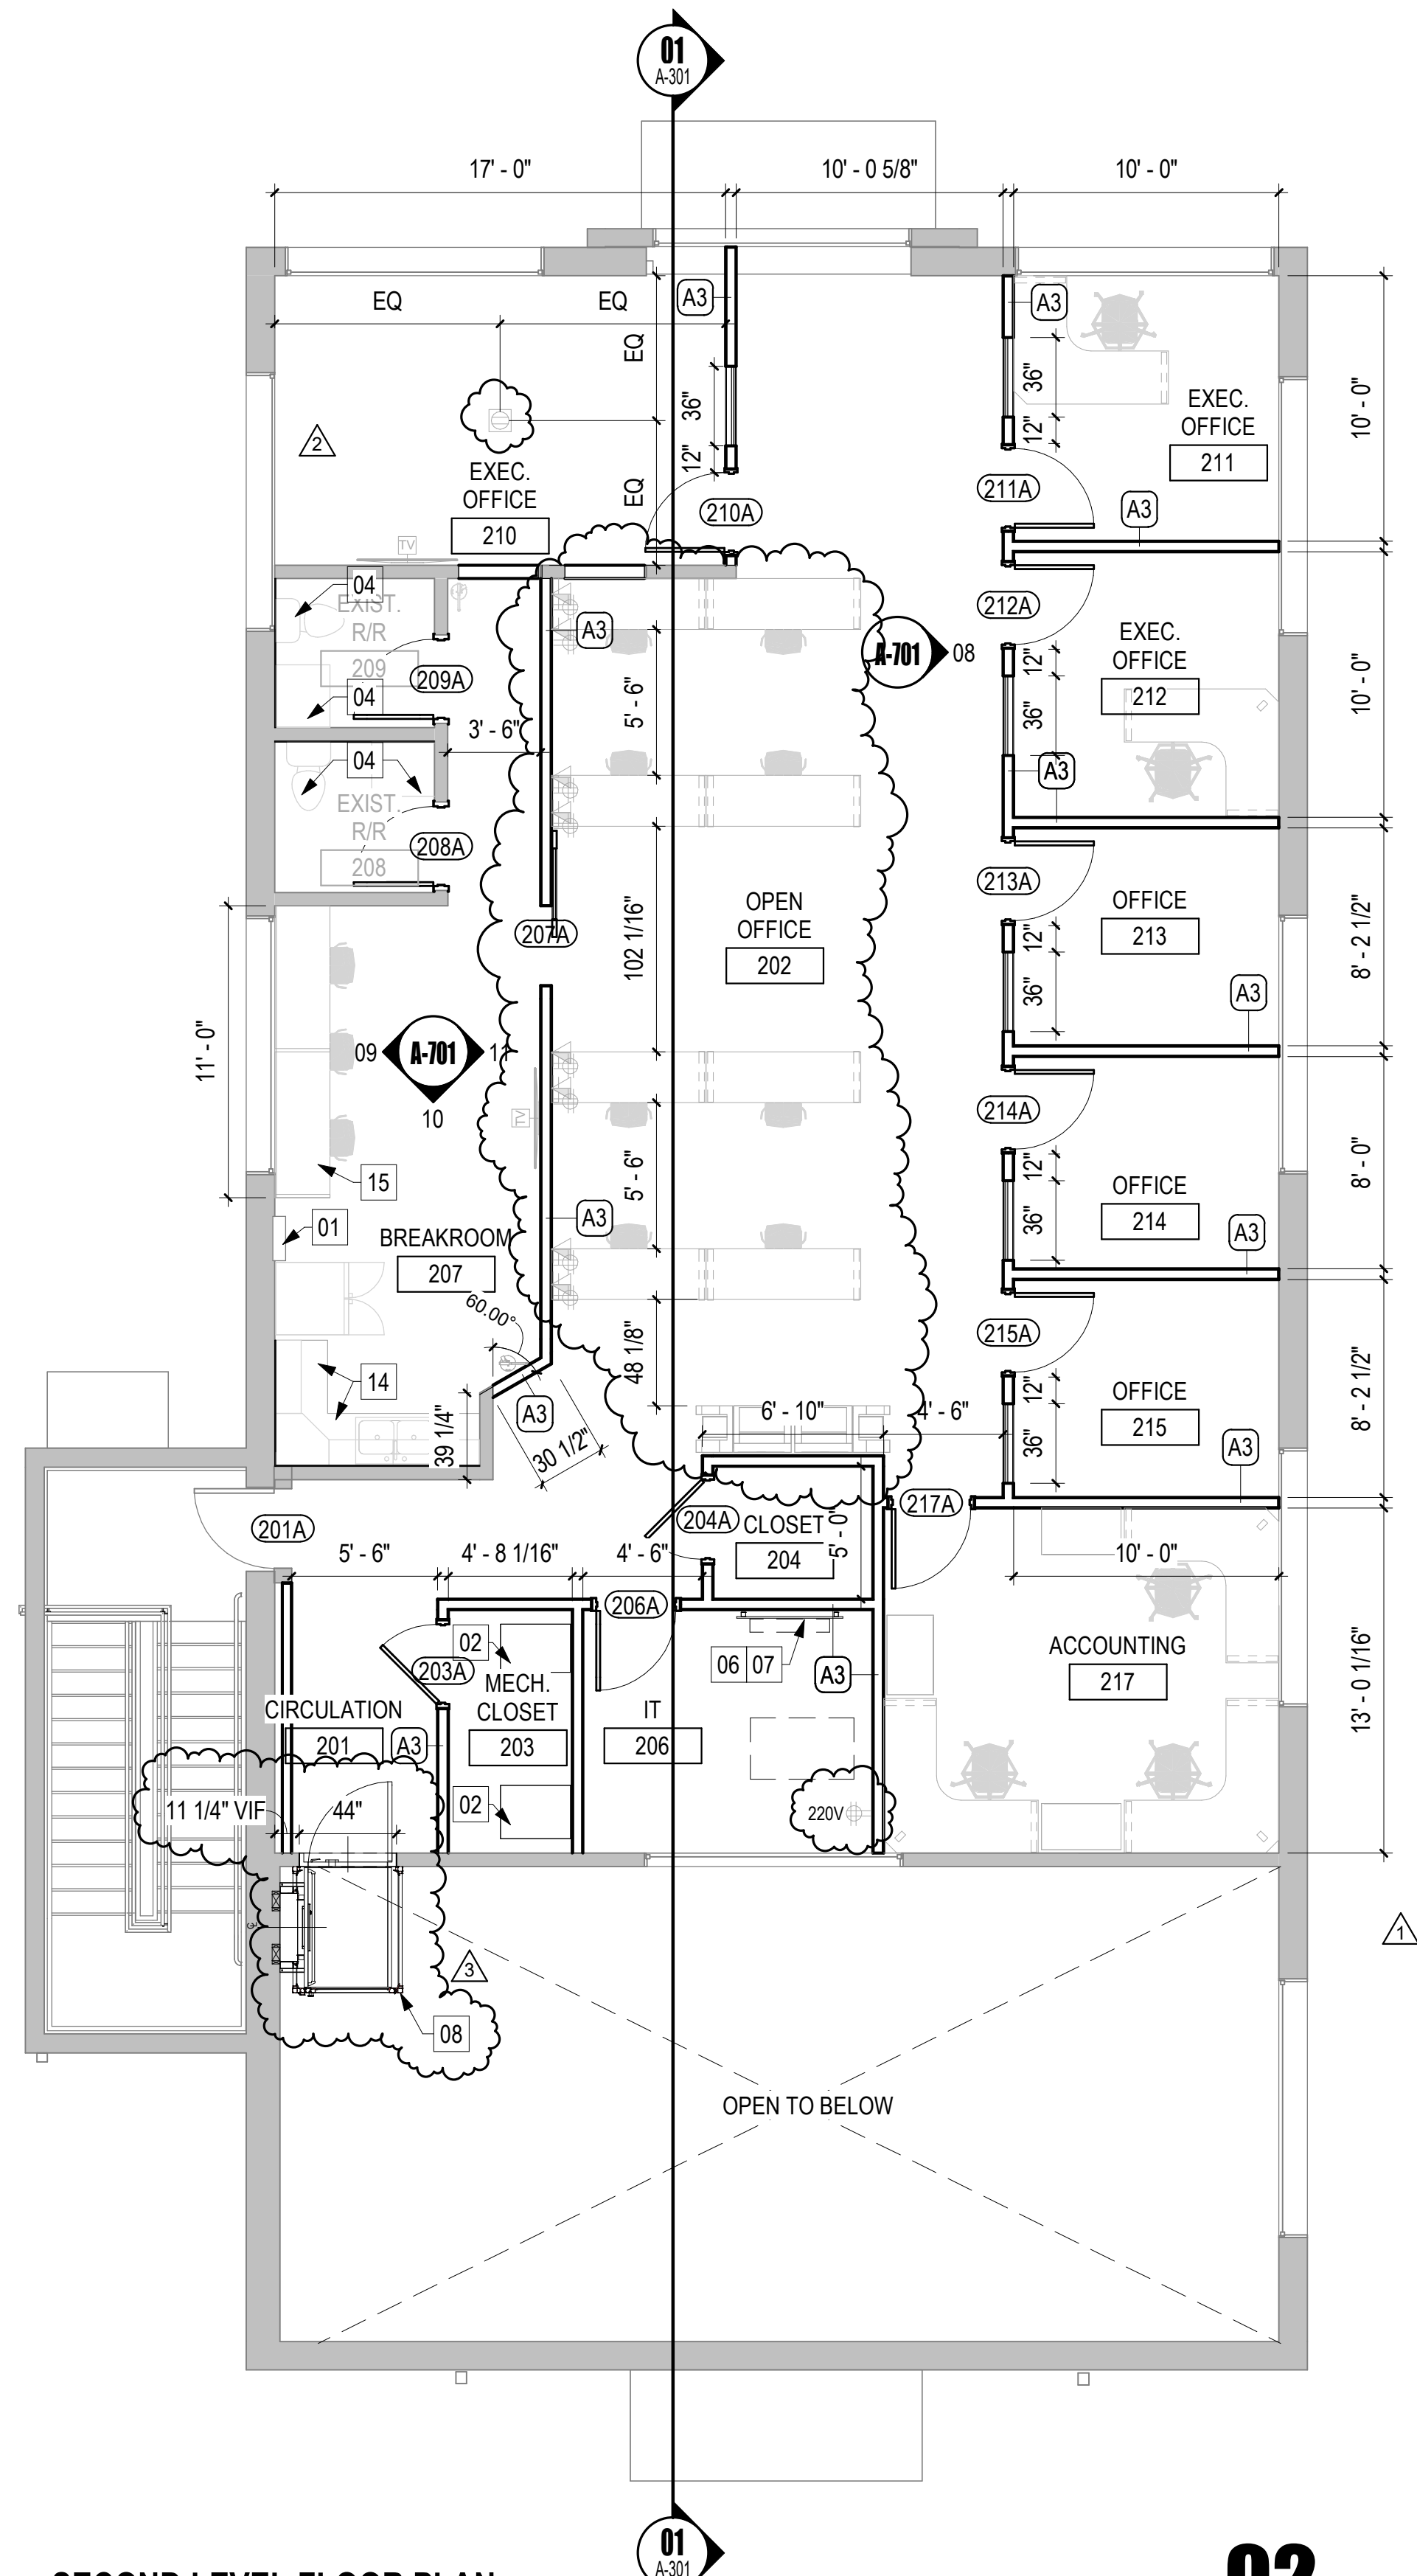 01
A-301
17' - 0"
10' - 0 5/8"
10' - 0"
EQ
EQ
A3
A3
EQ
36"
36"
10' - 0"
EXEC.
OFFICE
211
12"
12"
2
EXEC.
OFFICE
210
EQ
210A
211A
A3
TV
04
EXIST.
R/R
209
209A
04
A3
212A
A-701
08
EXEC.
OFFICE
212
12"
36"
10' - 0"
5' - 6"
3' - 6"
04
A3
EXIST.
R/R
208
208A
213A
OPEN
OFFICE
202
OFFICE
213
207A
102 1/16"
12"
36"
8' - 2 1/2"
A3
11' - 0"
09
A-701
11
10
TV
214A
15
5' - 6"
12"
36"
OFFICE
214
8' - 0"
01
A3
A3
BREAKROOM
207
60.00°
215A
48 1/8"
14
A3
39 1/4"
30 1/2"
6' - 10"
4' - 6"
12"
36"
OFFICE
215
8' - 2 1/2"
A3
201A
204A
CLOSET
204
5' - 0"
217A
5' - 6"
4' - 8 1/16"
4' - 6"
10' - 0"
206A
02
203A
MECH.
CLOSET
203
06
07
A3
ACCOUNTING
217
13' - 0 1/16"
CIRCULATION
201
A3
IT
206
02
11 1/4" VIF
44"
220V
3
1
08
OPEN TO BELOW
01
A-301
SECOND LEVEL FLOOR PLAN
02